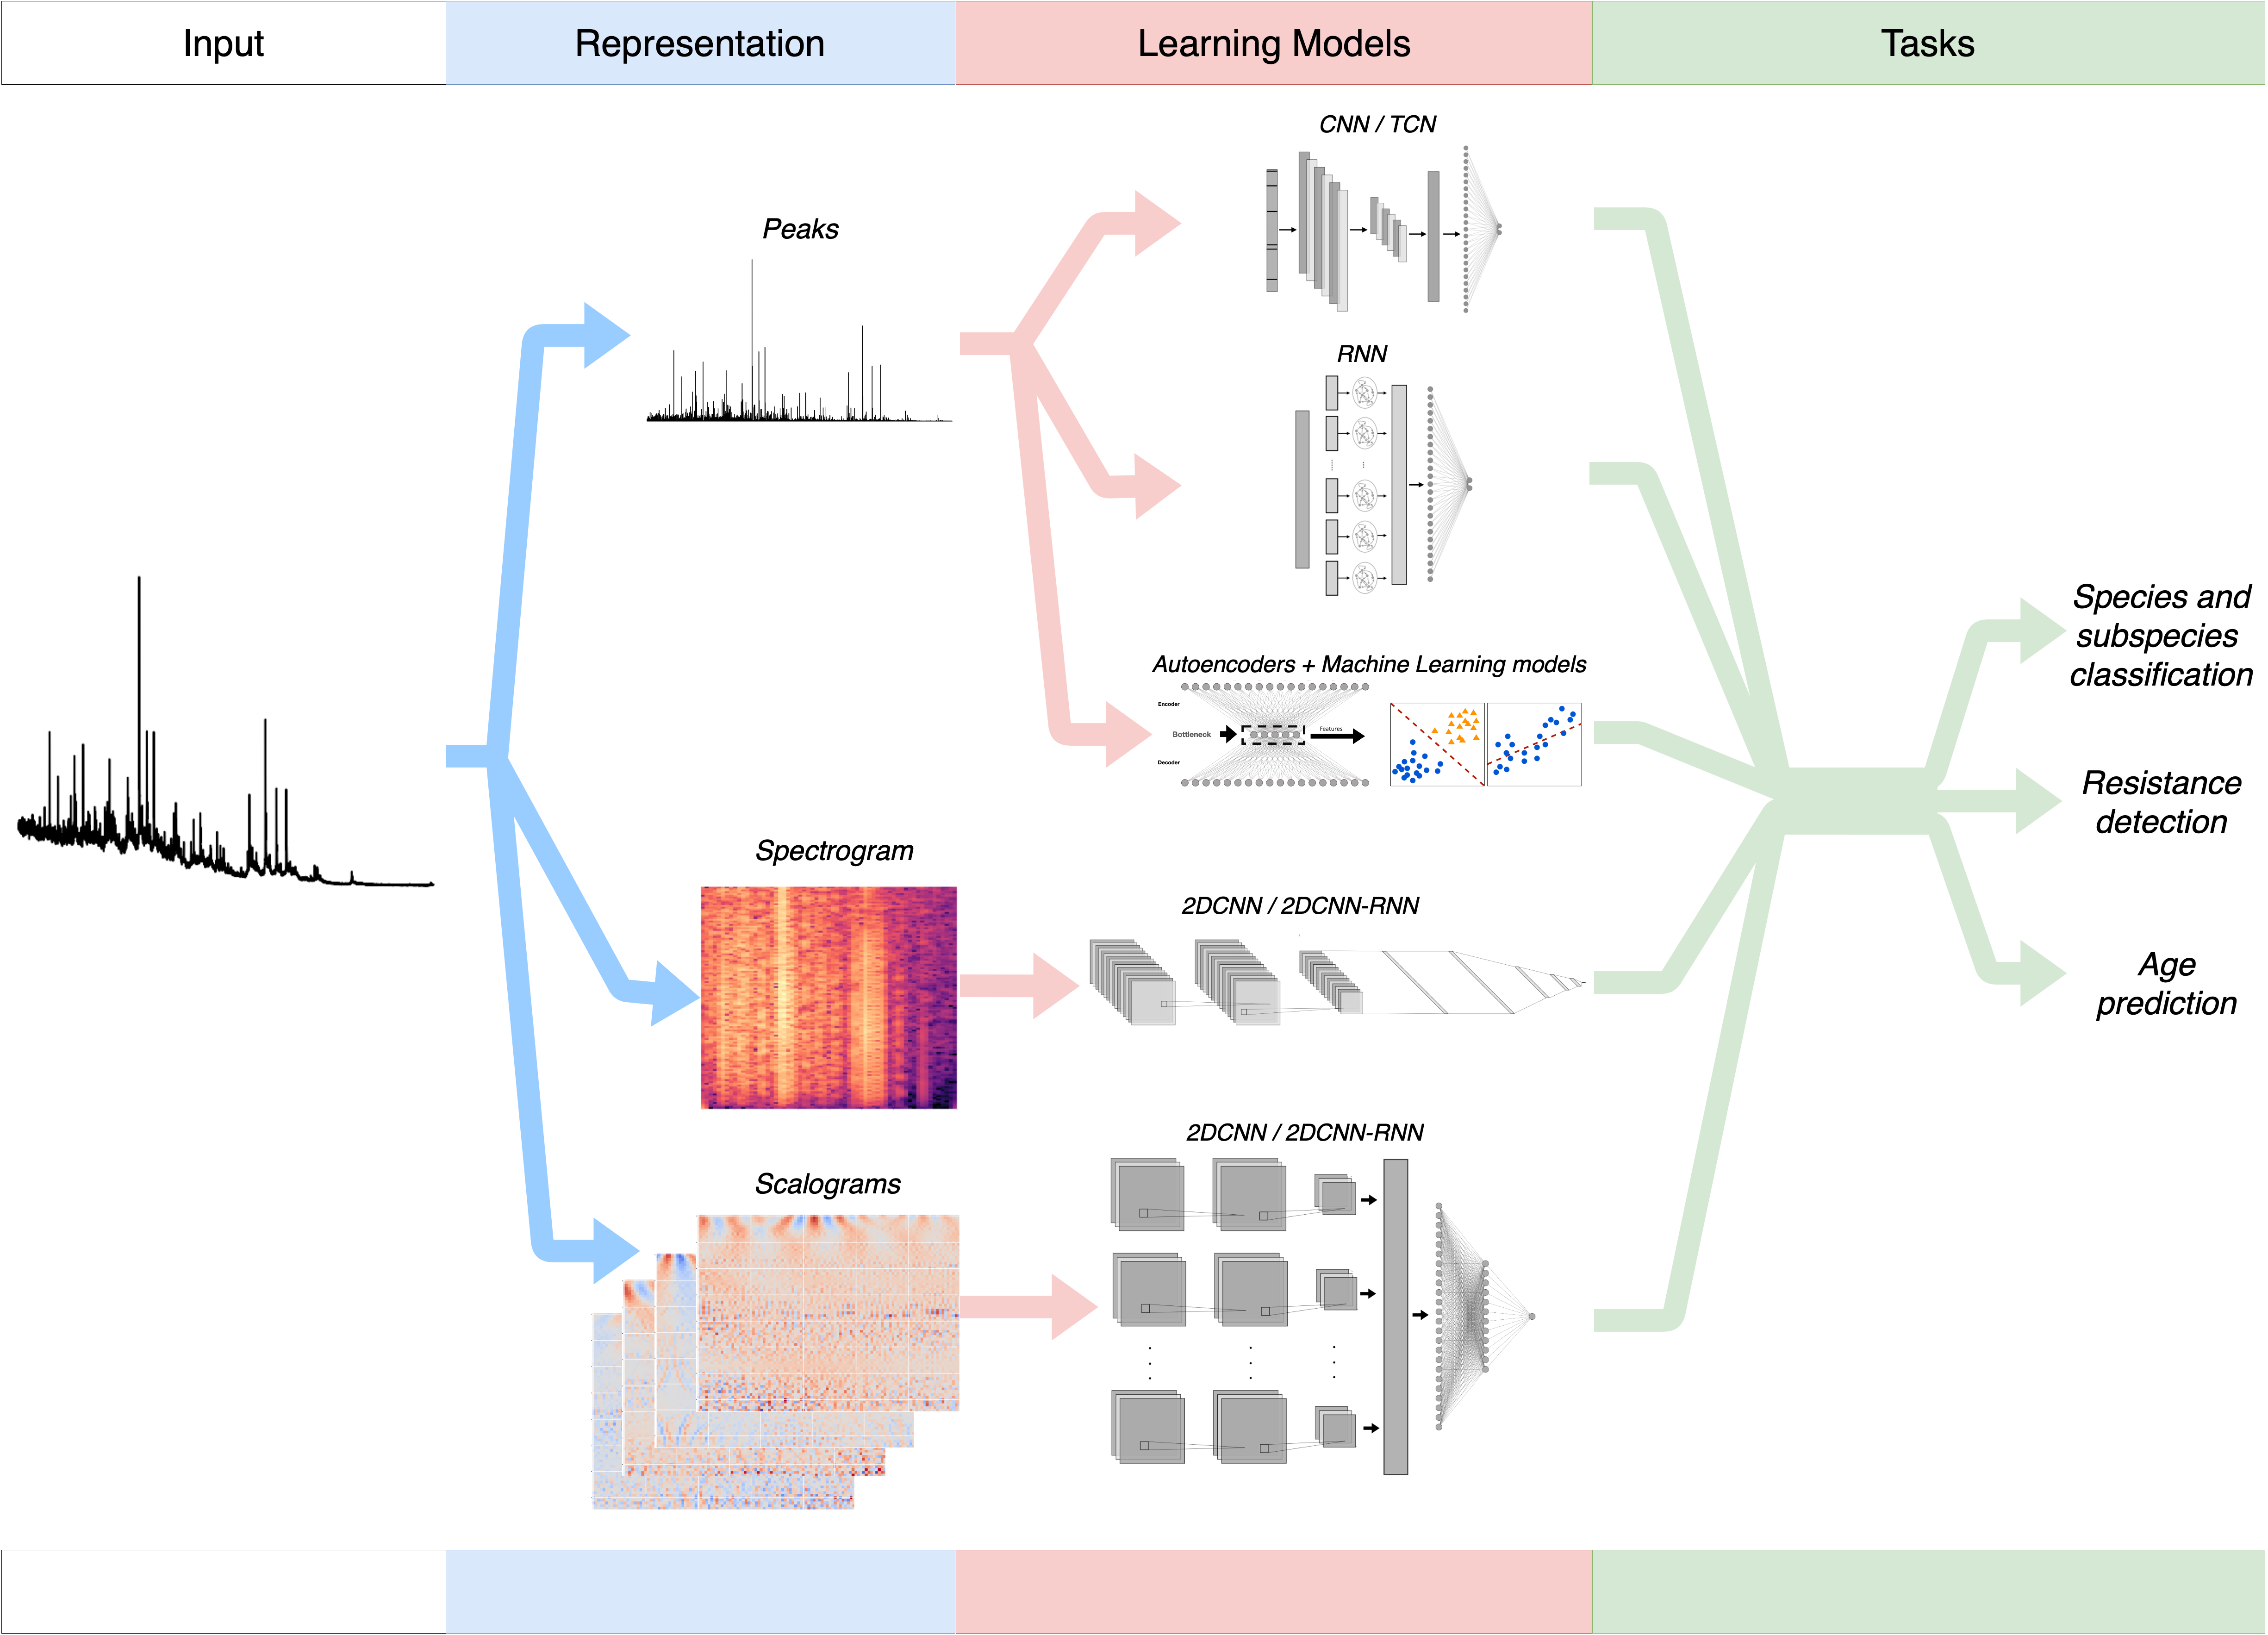 Input
Representation
Learning Models
Tasks
CNN / TCN
Peaks
RNN
Autoencoders + Machine Learning models
Encoder
Bottleneck
Features
Decoder
Species and
subspecies
classification
Resistance
detection
Spectrogram
2DCNN / 2DCNN-RNN
Age
prediction
Scalograms
2DCNN / 2DCNN-RNN